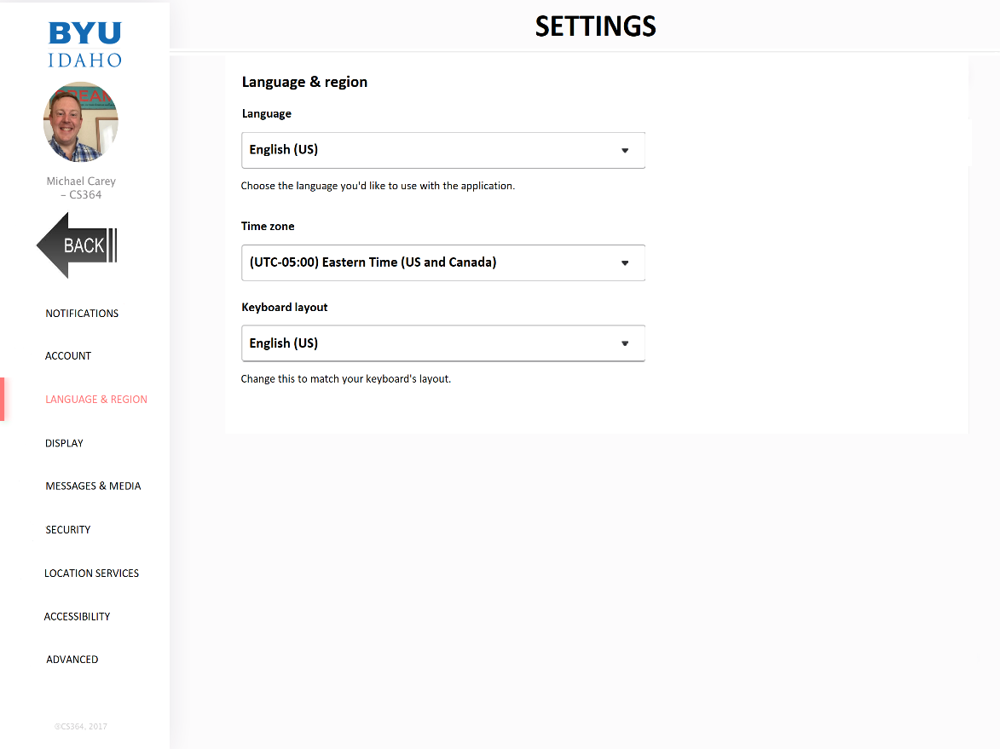 BYU
IDAHO
SETTINGS
Michael Carey
– CS364
BACK
NOTIFICATIONS
ACCOUNT
LANGUAGE & REGION
DISPLAY
MESSAGES & MEDIA
SECURITY
LOCATION SERVICES
ACCESSIBILITY
ADVANCED
@CS364, 2017
Language & region
Language
English (US)
Choose the language you'd like to use with the application.
Time zone
(UTC-05:00) Eastern Time (US and Canada)
Keyboard layout
English (US)
Change this to match your keyboard's layout.